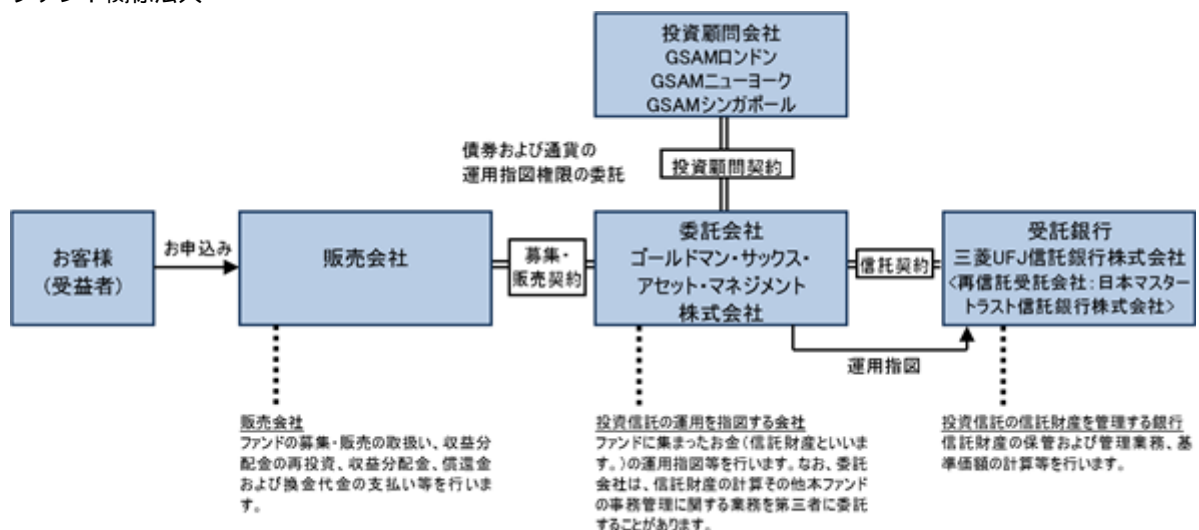 投資顧問会社
GSAMロンドン
GSAMニューヨーク
GSAMシンガポール
債券および通貨の
運用指図権限の委託
投資顧問契約
お客様
(受益者)
お申込み
販売会社
募集・
販売契約
委託会社
ゴールドマン・サックス・
アセット・マネジメント
株式会社
信託契約
受託銀行
三菱UFJ信託銀行株式会社
<再信託受託会社:日本マスター
トラスト信託銀行株式会社>
運用指図
販売会社
ファンドの募集・販売の取扱い、収益分
配金の再投資、収益分配金、償還金
および換金代金の支払い等を行いま
す。
投資信託の運用を指図する会社
ファンドに集まったお金(信託財産といいま
す。)の運用指図等を行います。なお、委託
会社は、信託財産の計算その他本ファンド
の事務管理に関する業務を第三者に委託
することがあります。
投資信託の信託財産を管理する銀行
信託財産の保管および管理業務、基
準価額の計算等を行います。